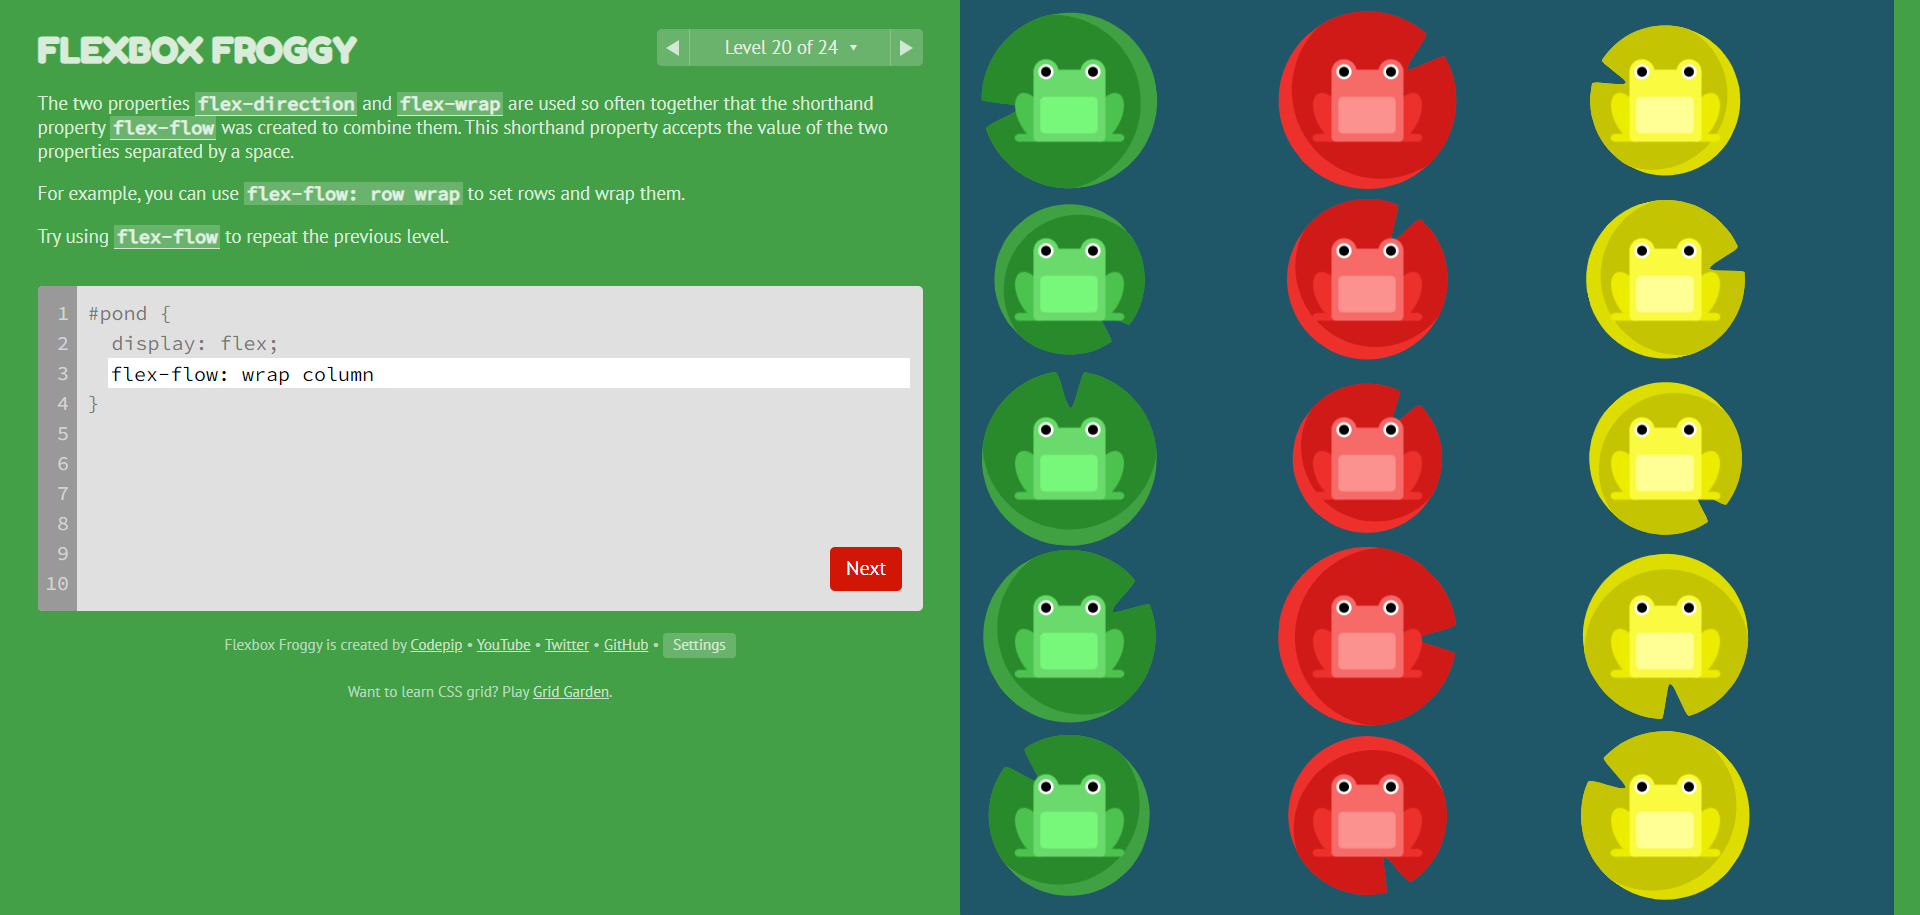 FLEXBOX FROGGY
◀ Level 20 of 24 ▼ ▶
The two properties flex-direction and flex-wrap are used so often together that the shorthand
property flex-flow was created to combine them. This shorthand property accepts the value of the two
properties separated by a space.
For example, you can use flex-flow: row wrap to set rows and wrap them.
Try using flex-flow to repeat the previous level.
1 #pond {
2 display: flex;
3 flex-flow: wrap column
4 }
5
6
7
8
9
10
Next
Flexbox Froggy is created by Codepip • YouTube • Twitter • GitHub • Settings
Want to learn CSS grid? Play Grid Garden.